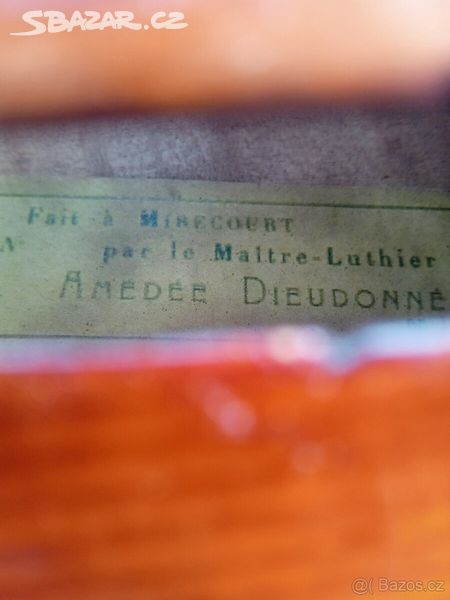 SBAZAR.CZ
Fait à MIRECOURT
N° par le Maître-Luthier
AMÉDÉE DIEUDONNÉ
@( Bazos.cz